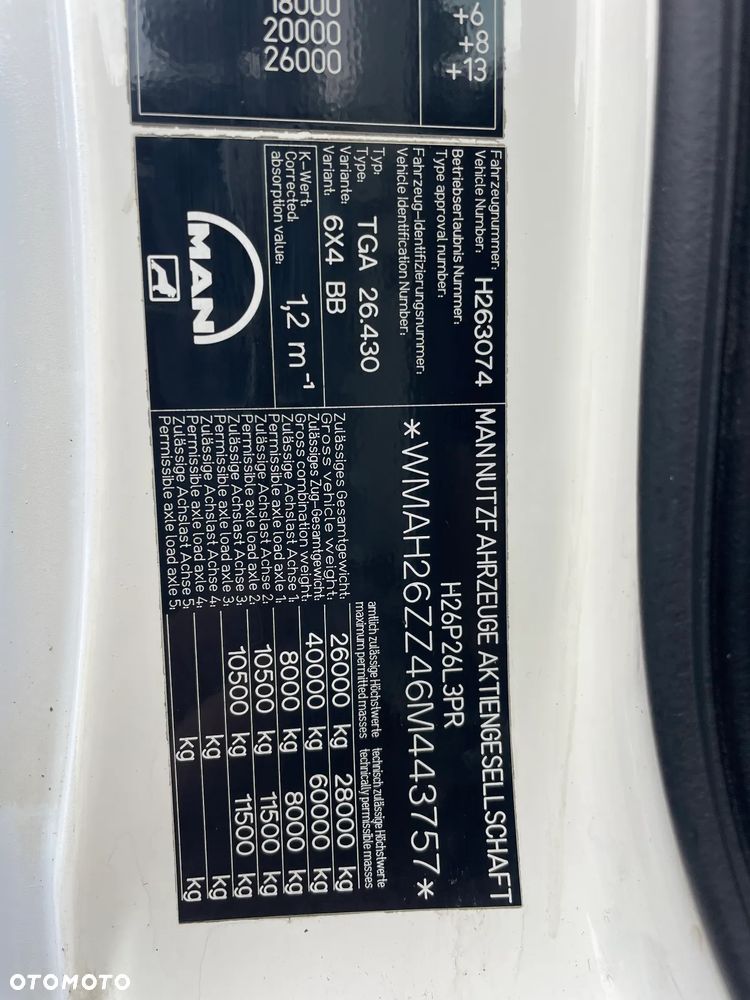 18000 +6
20000 +8
26000 +13
Fahrzeugnummer:
Vehicle Number: H263074
Betriebserlaubnis Nummer:
Type approval number:
Fahrzeug-Identifizierungsnummer:
Vehicle Identification Number:
Typ:
Type: TGA 26.430
Variante:
Variant: 6X4 BB
K-Wert:
Corrected:
absorption value: 1,2 m⁻¹
MAN
MAN NUTZFAHRZEUGE AKTIENGESELLSCHAFT
H26P26L3PR
*WMAH26ZZ46M443757*
amtlich zulässige Höchstwerte technisch zulässige Höchstwerte
maximum permitted masses technically permissible masses
Zulässiges Gesamtgewicht:
Gross vehicle weight: 26000 kg 28000 kg
Zulässiges Zug-Gesamtgewicht:
Gross combination weight: 40000 kg 60000 kg
Zulässige Achslast Achse 1:
Permissible axle load axle 1: 8000 kg 8000 kg
Zulässige Achslast Achse 2:
Permissible axle load axle 2: 10500 kg 11500 kg
Zulässige Achslast Achse 3:
Permissible axle load axle 3: 10500 kg 11500 kg
Zulässige Achslast Achse 4:
Permissible axle load axle 4: kg kg
Zulässige Achslast Achse 5:
Permissible axle load axle 5: kg kg
OTOMOTO